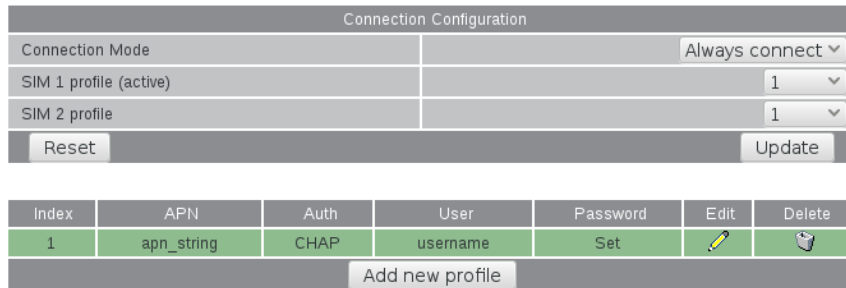 Connection Configuration
Connection Mode Always connect
SIM 1 profile (active) 1
SIM 2 profile 1
Reset Update
Index APN Auth User Password Edit Delete
1 apn_string CHAP username Set
Add new profile